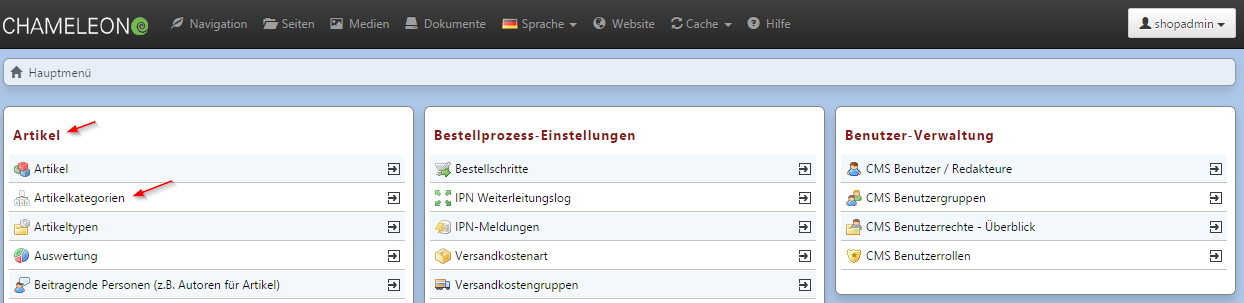 CHAMELEON Navigation Seiten Medien Dokumente Sprache Website Cache Hilfe shopadmin
Hauptmenü
Artikel
Artikel
Artikelkategorien
Artikeltypen
Auswertung
Beitragende Personen (z.B. Autoren für Artikel)
Bestellprozess-Einstellungen
Bestellschritte
IPN Weiterleitungslog
IPN-Meldungen
Versandkostenart
Versandkostengruppen
Benutzer-Verwaltung
CMS Benutzer / Redakteure
CMS Benutzergruppen
CMS Benutzerrechte - Überblick
CMS Benutzerrollen